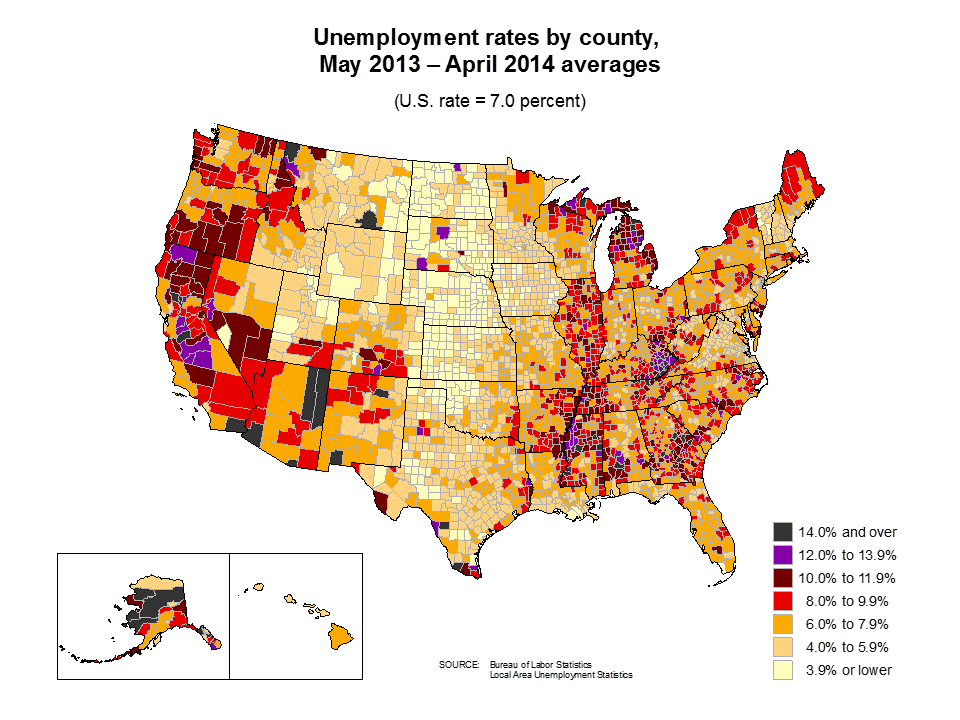 Unemployment rates by county,
May 2013 – April 2014 averages
(U.S. rate = 7.0 percent)
14.0% and over
12.0% to 13.9%
10.0% to 11.9%
8.0% to 9.9%
6.0% to 7.9%
4.0% to 5.9%
3.9% or lower
SOURCE: Bureau of Labor Statistics
Local Area Unemployment Statistics